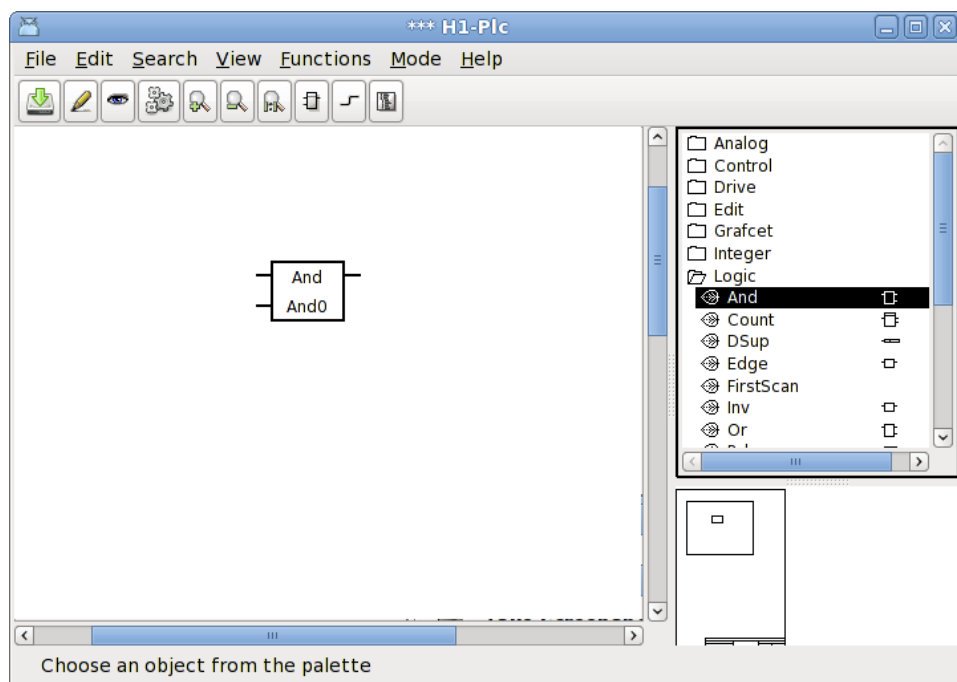 *** H1-Plc
File Edit Search View Functions Mode Help
And
And0
Analog
Control
Drive
Edit
Grafcet
Integer
Logic
And
Count
DSup
Edge
FirstScan
Inv
Or
Choose an object from the palette